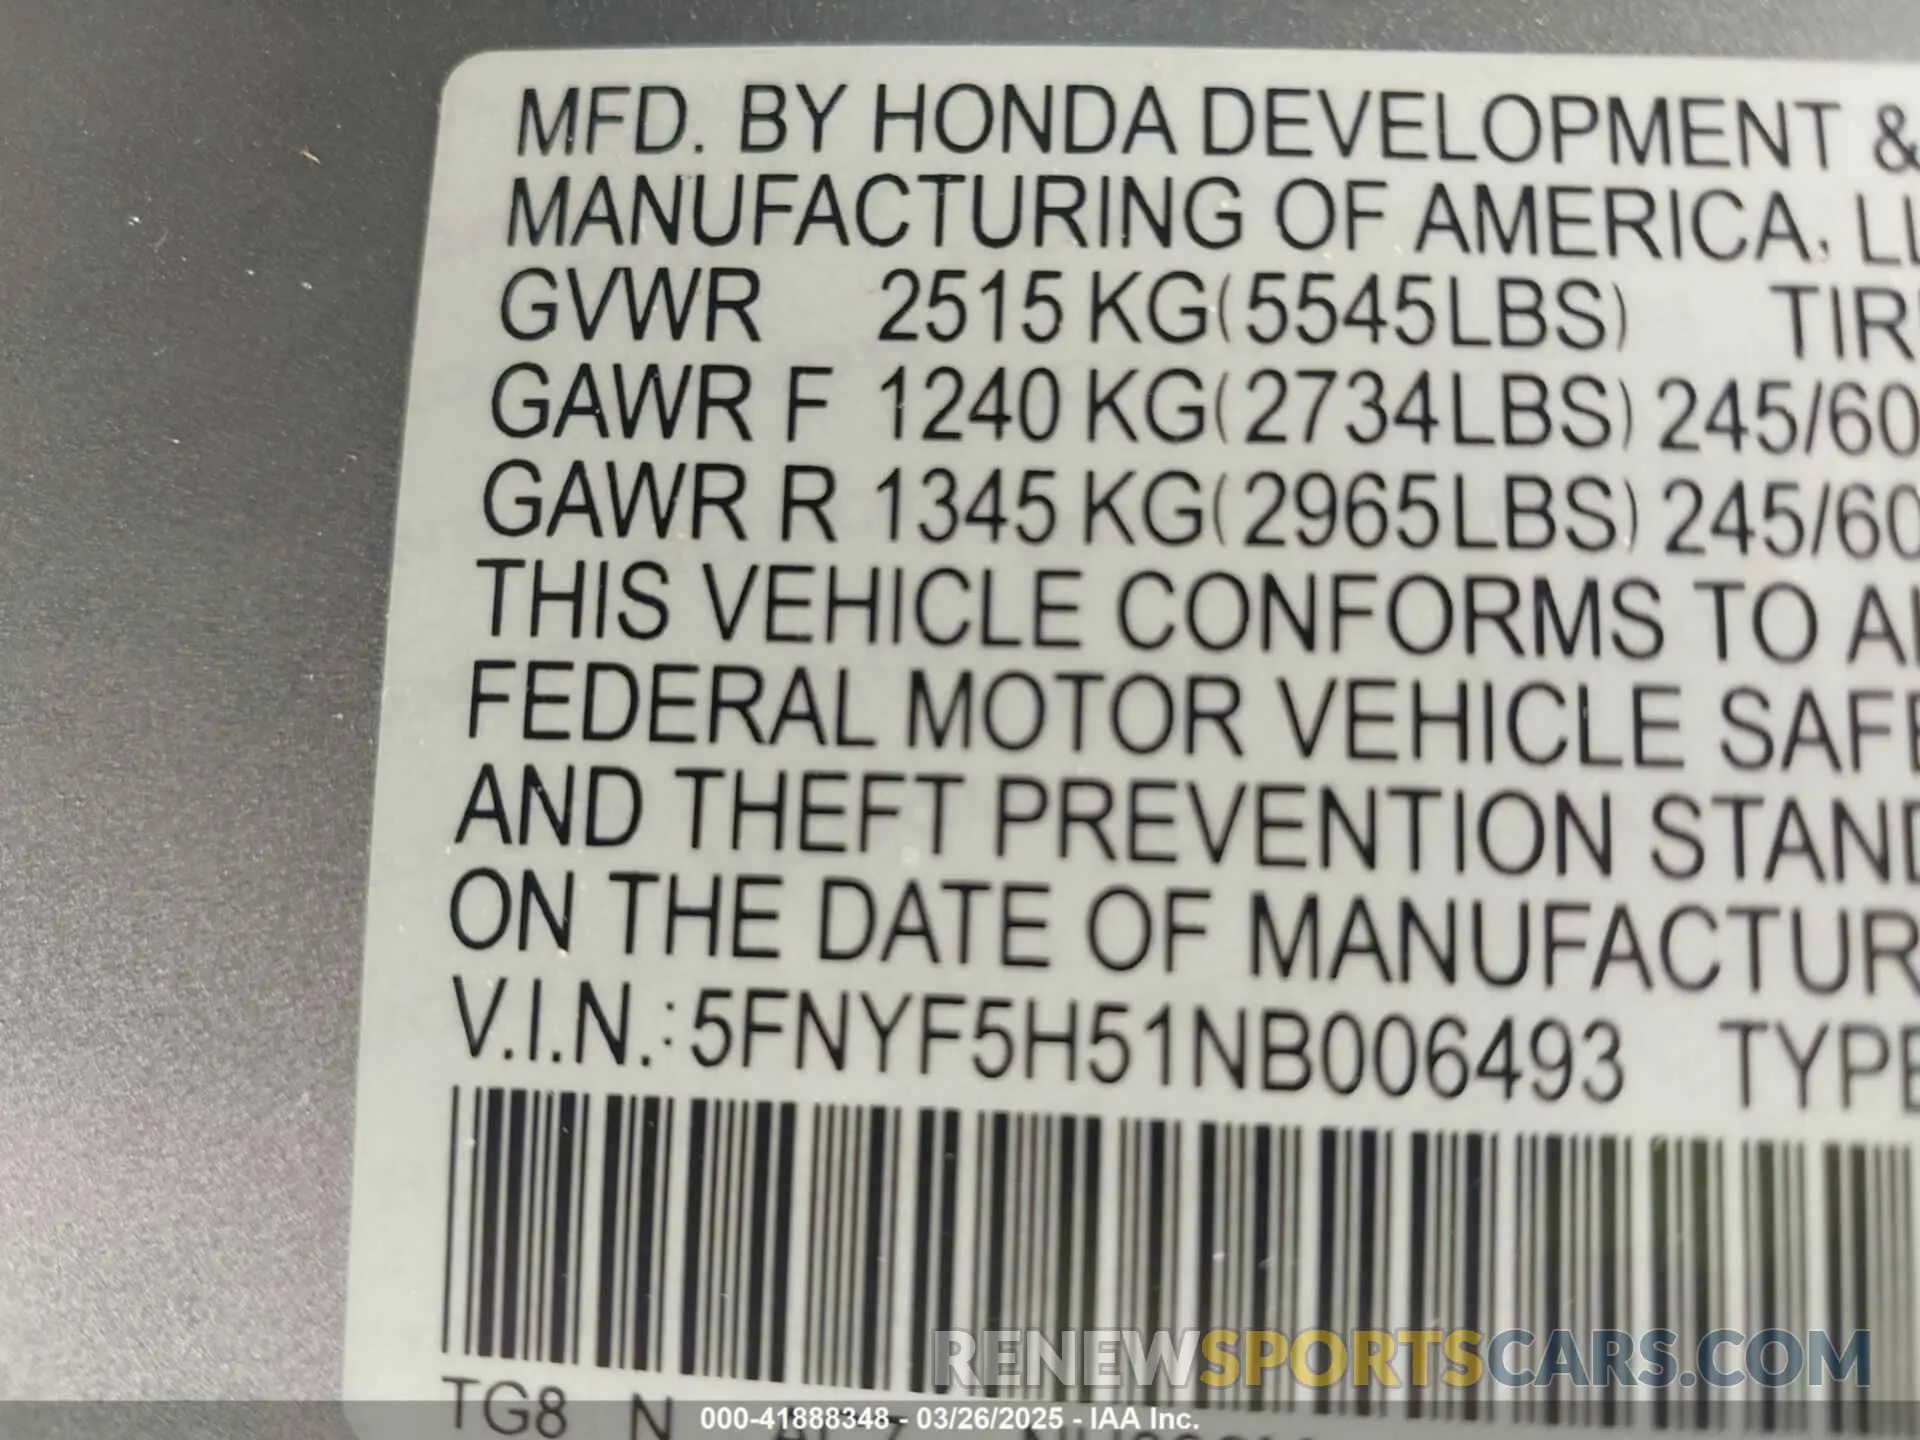 MFD. BY HONDA DEVELOPMENT &
MANUFACTURING OF AMERICA, LL
GVWR 2515 KG(5545LBS) TIR
GAWR F 1240 KG(2734LBS) 245/60
GAWR R 1345 KG(2965LBS) 245/60
THIS VEHICLE CONFORMS TO AL
FEDERAL MOTOR VEHICLE SAFE
AND THEFT PREVENTION STAND
ON THE DATE OF MANUFACTUR
V.I.N.: 5FNYF5H51NB006493 TYPE
RENEWSPORTSCARS.COM
TG8 N
000-41888348 - 03/26/2025 - IAA Inc.